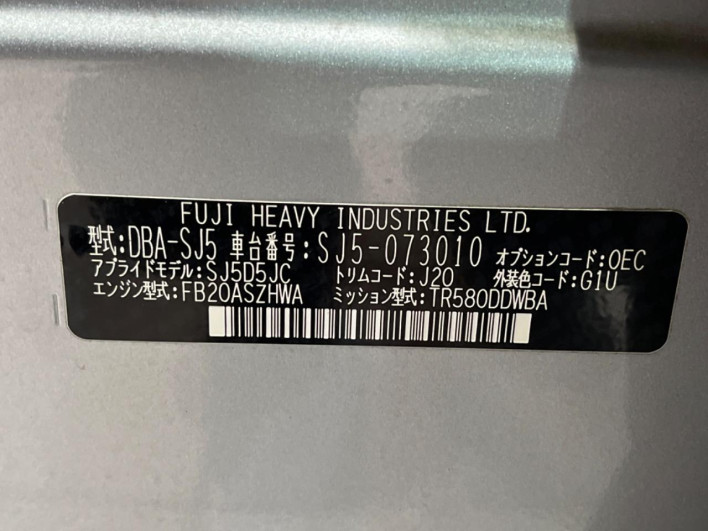 FUJI HEAVY INDUSTRIES LTD.
型式:DBA-SJ5 車台番号:SJ5-073010 オプションコード:OEC
アプライドモデル:SJ5D5JC トリムコード:J20 外装色コード:G1U
エンジン型式:FB20ASZHWA ミッション型式:TR580DDWBA